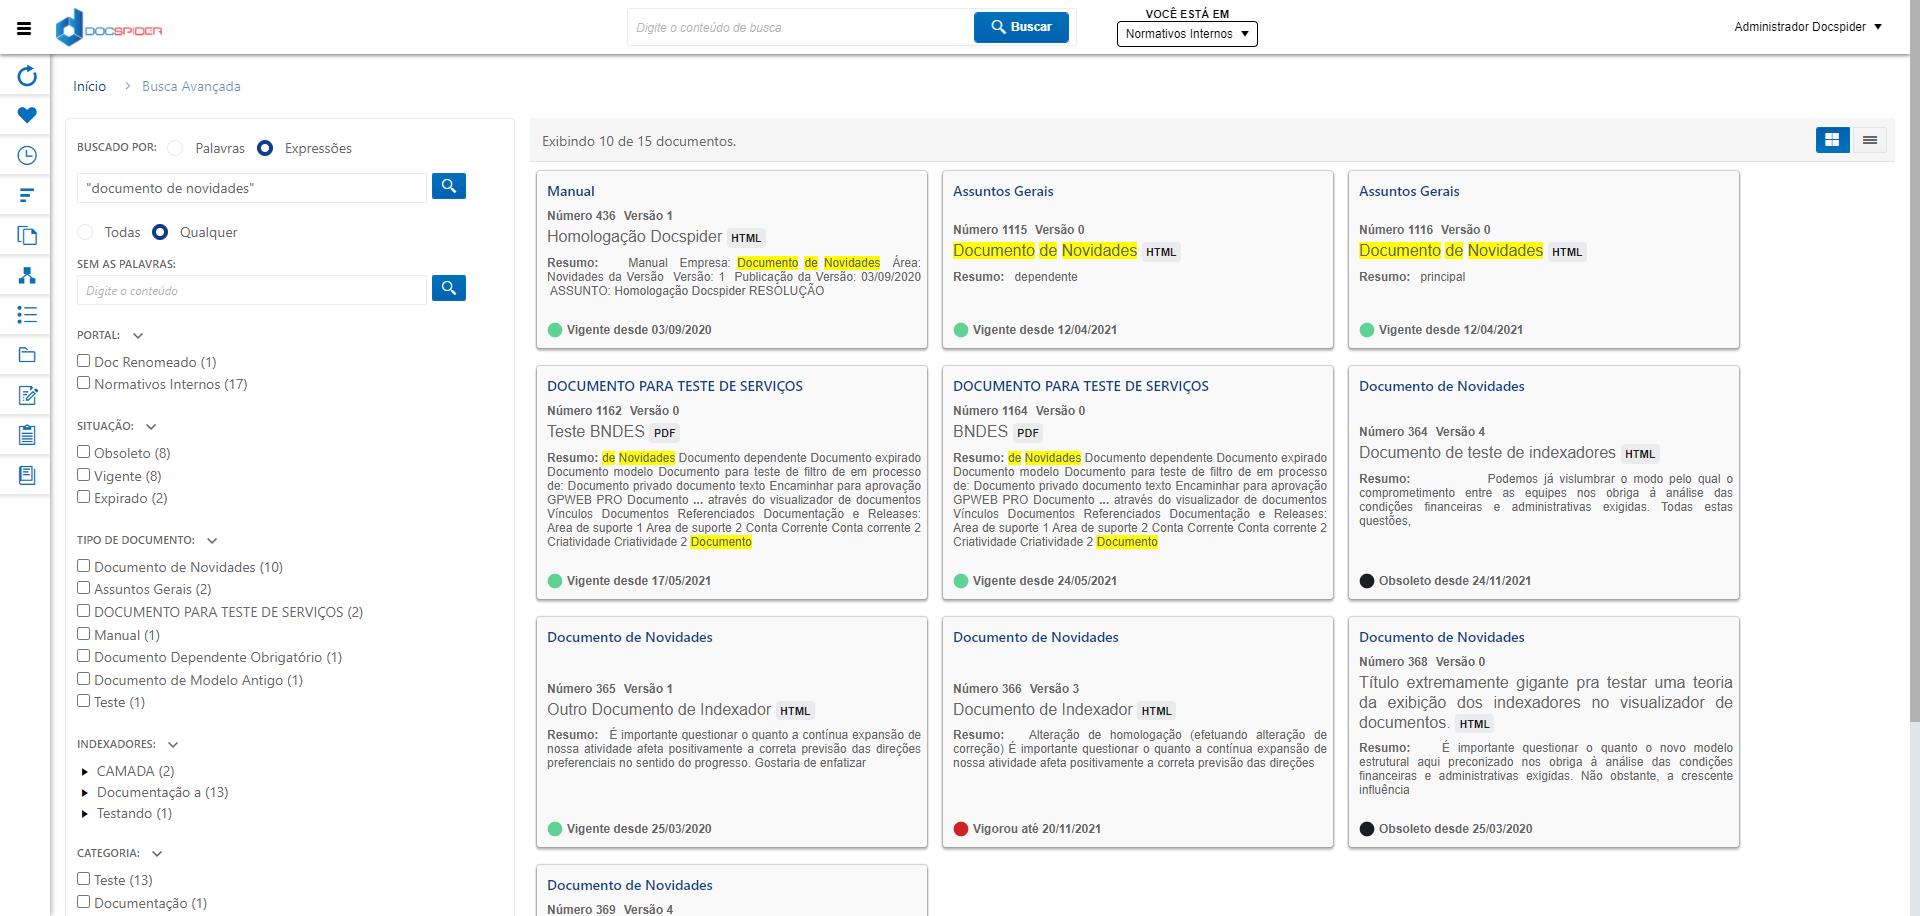 DOCSPIDER
Digite o conteúdo de busca
Buscar
VOCÊ ESTÁ EM
Normativos Internos
Administrador Docspider
Início > Busca Avançada
BUSCADO POR: Palavras Expressões
"documento de novidades"
Todas Qualquer
SEM AS PALAVRAS:
Digite o conteúdo
PORTAL:
Doc Renomeado (1)
Normativos Internos (17)
SITUAÇÃO:
Obsoleto (8)
Vigente (8)
Expirado (2)
TIPO DE DOCUMENTO:
Documento de Novidades (10)
Assuntos Gerais (2)
DOCUMENTO PARA TESTE DE SERVIÇOS (2)
Manual (1)
Documento Dependente Obrigatório (1)
Documento de Modelo Antigo (1)
Teste (1)
INDEXADORES:
CAMADA (2)
Documentação a (13)
Testando (1)
CATEGORIA:
Teste (13)
Documentação (1)
Exibindo 10 de 15 documentos.
Manual
Número 436 Versão 1
Homologação Docspider HTML
Resumo: Manual Empresa: Documento de Novidades Área:
Novidades da Versão Versão: 1 Publicação da Versão: 03/09/2020
ASSUNTO: Homologação Docspider RESOLUÇÃO
Vigente desde 03/09/2020
Assuntos Gerais
Número 1115 Versão 0
Documento de Novidades HTML
Resumo: dependente
Vigente desde 12/04/2021
Assuntos Gerais
Número 1116 Versão 0
Documento de Novidades HTML
Resumo: principal
Vigente desde 12/04/2021
DOCUMENTO PARA TESTE DE SERVIÇOS
Número 1162 Versão 0
Teste BNDES PDF
Resumo: de Novidades Documento dependente Documento expirado
Documento modelo Documento para teste de filtro de em processo
de: Documento privado documento texto Encaminhar para aprovação
GPWEB PRO Documento ... através do visualizador de documentos
Vínculos Documentos Referenciados Documentação e Releases:
Area de suporte 1 Area de suporte 2 Conta Corrente Conta corrente 2
Criatividade Criatividade 2 Documento
Vigente desde 17/05/2021
DOCUMENTO PARA TESTE DE SERVIÇOS
Número 1164 Versão 0
BNDES PDF
Resumo: de Novidades Documento dependente Documento expirado
Documento modelo Documento para teste de filtro de em processo
de: Documento privado documento texto Encaminhar para aprovação
GPWEB PRO Documento ... através do visualizador de documentos
Vínculos Documentos Referenciados Documentação e Releases:
Area de suporte 1 Area de suporte 2 Conta Corrente Conta corrente 2
Criatividade Criatividade 2 Documento
Vigente desde 24/05/2021
Documento de Novidades
Número 364 Versão 4
Documento de teste de indexadores HTML
Resumo: Podemos já vislumbrar o modo pelo qual o
comprometimento entre as equipes nos obriga à análise das
condições financeiras e administrativas exigidas. Todas estas
questões,
Obsoleto desde 24/11/2021
Documento de Novidades
Número 365 Versão 1
Outro Documento de Indexador HTML
Resumo: É importante questionar o quanto a contínua expansão de
nossa atividade afeta positivamente a correta previsão das direções
preferenciais no sentido do progresso. Gostaria de enfatizar
Vigente desde 25/03/2020
Documento de Novidades
Número 366 Versão 3
Documento de Indexador HTML
Resumo: Alteração de homologação (efetuando alteração de
correção) É importante questionar o quanto a contínua expansão de
nossa atividade afeta positivamente a correta previsão das direções
Vigorou até 20/11/2021
Documento de Novidades
Número 368 Versão 0
Título extremamente gigante pra testar uma teoria
da exibição dos indexadores no visualizador de
documentos. HTML
Resumo: É importante questionar o quanto o novo modelo
estrutural aqui preconizado nos obriga à análise das condições
financeiras e administrativas exigidas. Não obstante, a crescente
influência
Obsoleto desde 25/03/2020
Documento de Novidades
Número 369 Versão 4